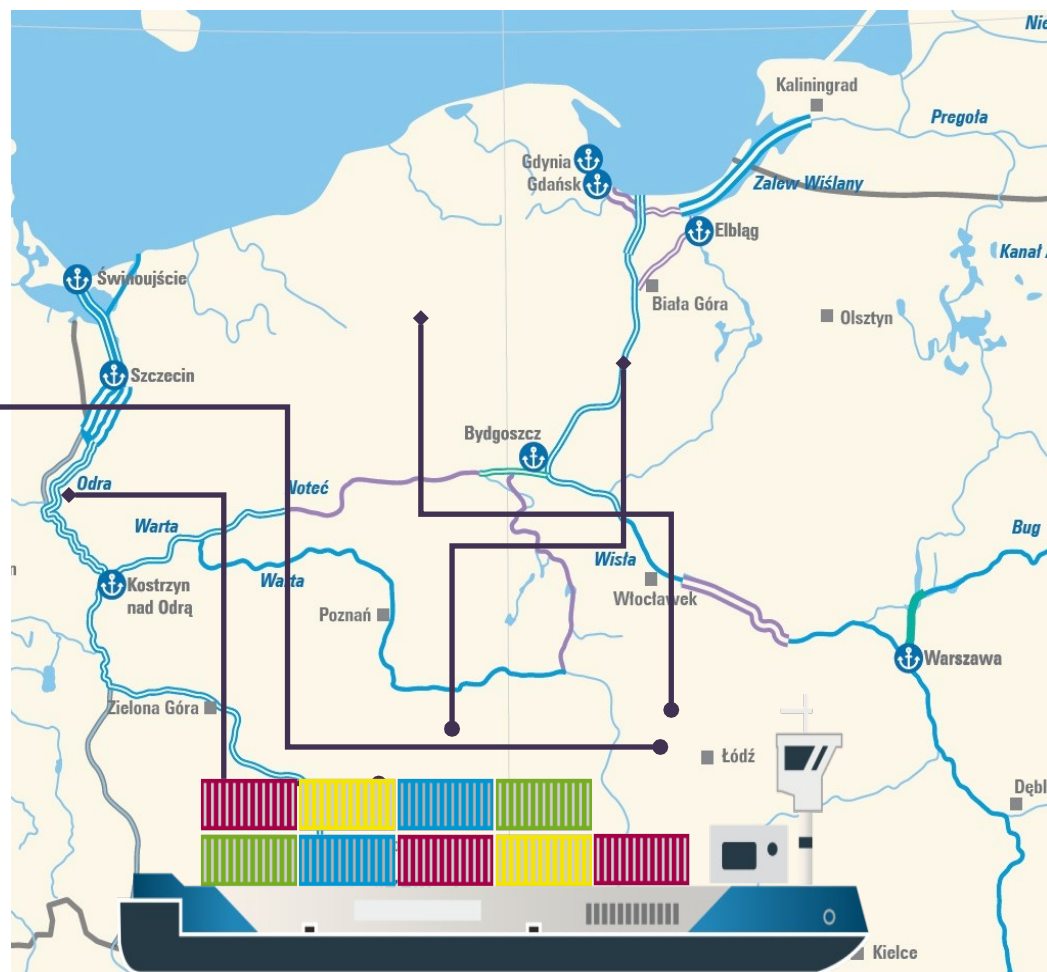 Nie
Kaliningrad
Pregoła
Gdynia
Gdańsk
Zalew Wiślany
Elbląg
Kanał
Świnoujście
Biała Góra
Olsztyn
Szczecin
Bydgoszcz
Odra
Noteć
Warta
Bug
Wisła
Warta
Kostrzyn
nad Odrą
Włocławek
Poznań
Warszawa
Zielona Góra
Łódź
Dębl
Kielce